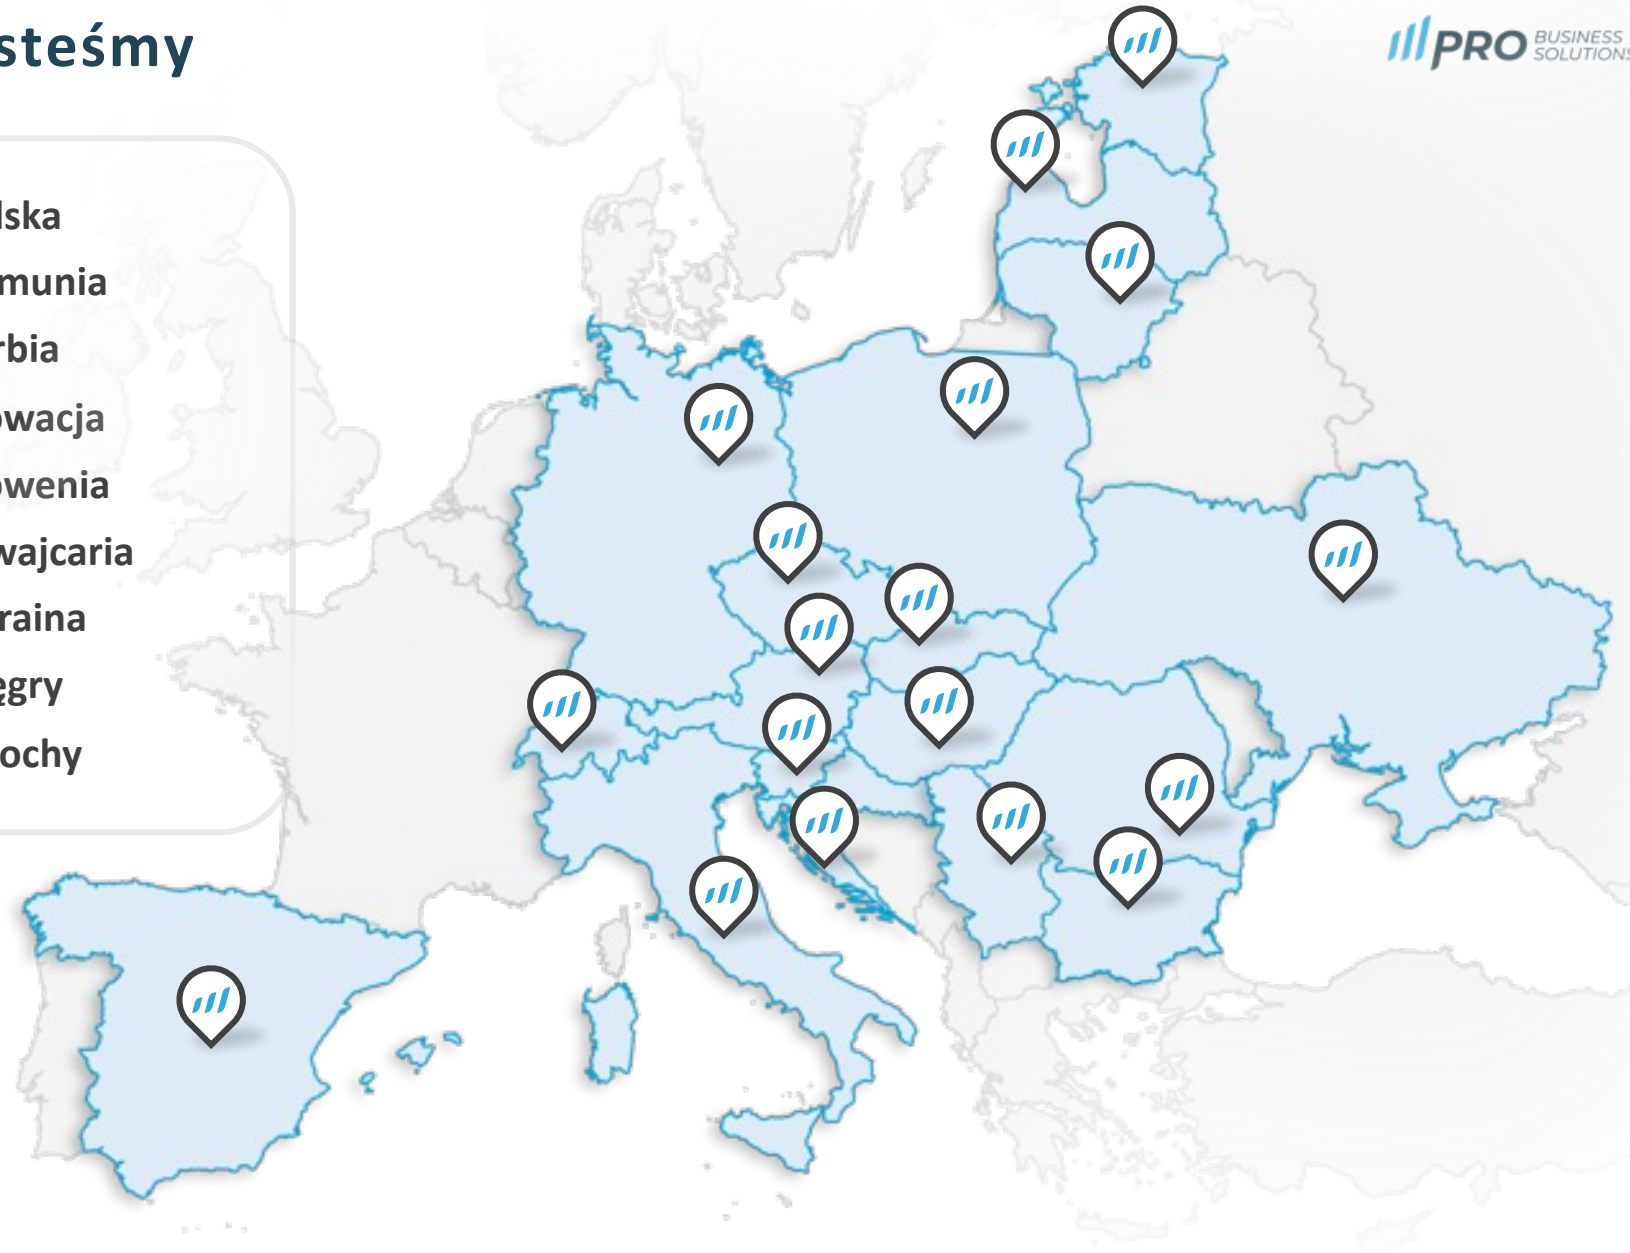 steśmy
PRO BUSINESS
SOLUTIONS
lska
munia
rbia
owacja
owenia
wajcaria
raina
ęgry
ochy